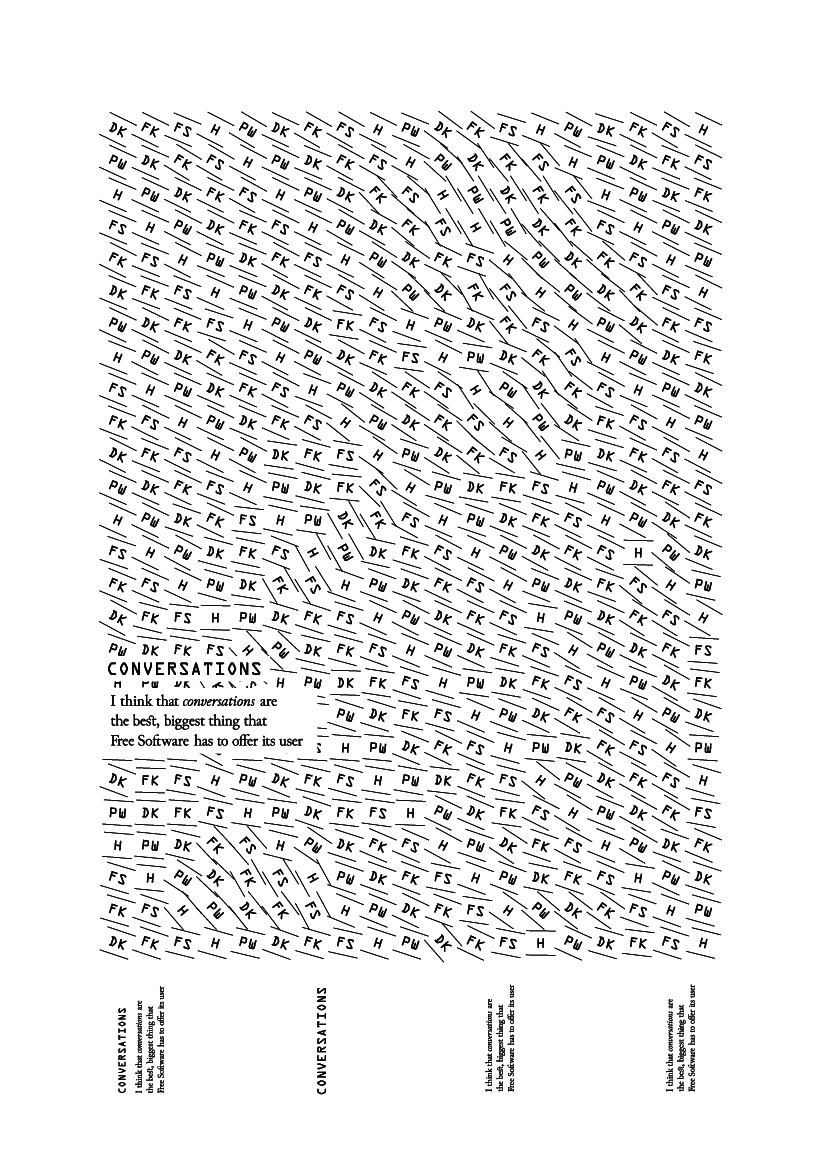 DK FK FS H PW DK FK FS H PW DK FK FS H PW DK FK FS H
PW DK FK FS H PW DK FK FS H PW DK FK FS H PW DK FK FS
H PW DK FK FS H PW DK FK FS H PW DK FK FS H PW DK FK
FS H PW DK FK FS H PW DK FK FS H PW DK FK FS H PW DK
FK FS H PW DK FK FS H PW DK FK FS H PW DK FK FS H PW
DK FK FS H PW DK FK FS H PW DK FK FS H PW DK FK FS H
PW DK FK FS H PW DK FK FS H PW DK FK FS H PW DK FK FS
H PW DK FK FS H PW DK FK FS H PW DK FK FS H PW DK FK
FS H PW DK FK FS H PW DK FK FS H PW DK FK FS H PW DK
FK FS H PW DK FK FS H PW DK FK FS H PW DK FK FS H PW
DK FK FS H PW DK FK FS H PW DK FK FS H PW DK FK FS H
PW DK FK FS H PW DK FK FS H PW DK FK FS H PW DK FK FS
H PW DK FK FS H PW DK FK FS H PW DK FK FS H PW DK FK
FS H PW DK FK FS H PW DK FK FS H PW DK FK FS H PW DK
FK FS H PW DK FK FS H PW DK FK FS H PW DK FK FS H PW
DK FK FS H PW DK FK FS H PW DK FK FS H PW DK FK FS H
PW DK FK FS H PW DK FK FS H PW DK FK FS H PW DK FK FS
CONVERSATIONS
H PW DK FK FS H PW DK FK FS H PW DK FK
I think that conversations are
PW DK FK FS H PW DK FK FS H PW DK
the best, biggest thing that
Free Software has to offer its user
H PW DK FK FS H PW DK FK FS H PW
DK FK FS H PW DK FK FS H PW DK FK FS H PW DK FK FS H
PW DK FK FS H PW DK FK FS H PW DK FK FS H PW DK FK FS
H PW DK FK FS H PW DK FK FS H PW DK FK FS H PW DK FK
FS H PW DK FK FS H PW DK FK FS H PW DK FK FS H PW DK
FK FS H PW DK FK FS H PW DK FK FS H PW DK FK FS H PW
DK FK FS H PW DK FK FS H PW DK FK FS H PW DK FK FS H
CONVERSATIONS
I think that conversations are
the best, biggest thing that
Free Software has to offer its user
CONVERSATIONS
I think that conversations are
the best, biggest thing that
Free Software has to offer its user
I think that conversations are
the best, biggest thing that
Free Software has to offer its user